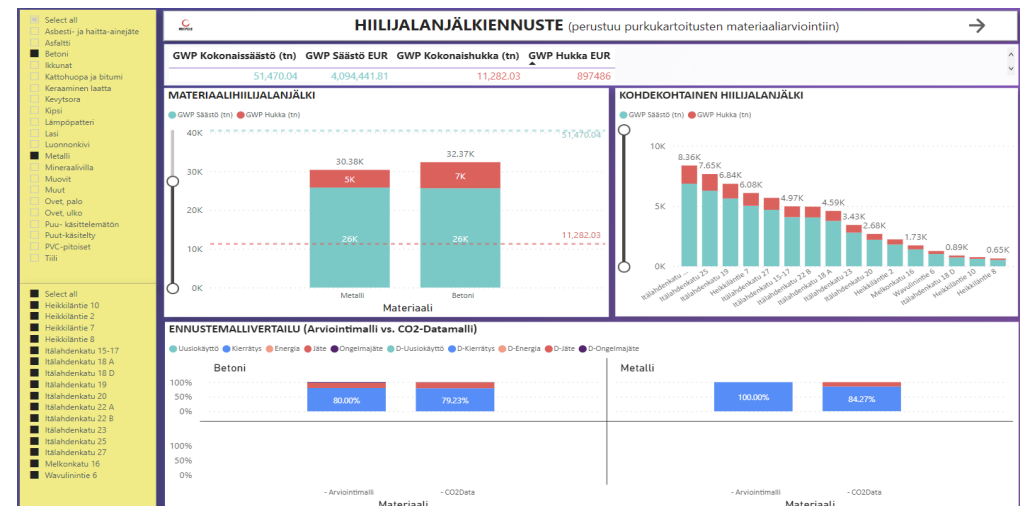 Select all
Asbesti- ja haitta-ainejäte
Asfaltti
Betoni
Ikkunat
Kattohuopa ja bitumi
Keraaminen laatta
Kevytsora
Kipsi
Lämpöpatteri
Lasi
Luonnonkivi
Metalli
Mineraalivilla
Muovit
Muut
Ovet, palo
Ovet, ulko
Puu- käsittelemätön
Puut-käsitelty
PVC-pitoiset
Tiili
Select all
Heikkiläntie 10
Heikkiläntie 2
Heikkiläntie 7
Heikkiläntie 8
Itälahdenkatu 15-17
Itälahdenkatu 18 A
Itälahdenkatu 18 D
Itälahdenkatu 19
Itälahdenkatu 20
Itälahdenkatu 22 A
Itälahdenkatu 22 B
Itälahdenkatu 23
Itälahdenkatu 25
Itälahdenkatu 27
Melkonkatu 16
Wavulinintie 6
HIILIJALANJÄLKIENNUSTE (perustuu purkukartoitusten materiaaliarviointiin)
GWP Kokonaissäästö (tn) GWP Säästö EUR GWP Kokonaishukka (tn) GWP Hukka EUR
51,470.04 4,094,441.81 11,282.03 897486
MATERIAALIHIILIJALANJÄLKI
GWP Säästö (tn) GWP Hukka (tn)
40K
51,470.04
30.38K 32.37K
30K
5K 7K
20K
11,282.03
26K 26K
10K
0K
Metalli Betoni
Materiaali
KOHDEKOHTAINEN HIILIJALANJÄLKI
GWP Säästö (tn) GWP Hukka (tn)
10K
8.36K 7.65K 6.84K 6.08K 4.97K 4.59K 3.43K 2.68K 1.73K 0.89K 0.65K
5K
0K
Itälahdenkatu ... Itälahdenkatu 25 Itälahdenkatu 19 Heikkiläntie 7 Itälahdenkatu 27 Itälahdenkatu 15-17 Itälahdenkatu 22 B Itälahdenkatu 18 A Itälahdenkatu 23 Itälahdenkatu 20 Heikkiläntie 2 Melkonkatu 16 Wavulinintie 6 Itälahdenkatu 18 D Heikkiläntie 10 Heikkiläntie 8
ENNUSTEMALLIVERTAILU (Arviointimalli vs. CO2-Datamalli)
Uusiokäyttö Kierrätys Energia Jäte Ongelmajäte D-Uusiokäyttö D-Kierrätys D-Energia D-Jäte D-Ongelmajäte
Betoni Metalli
100%
50%
0%
80.00% 79.23% 100.00% 84.27%
100%
50%
0%
- Arviointimalli - CO2Data - Arviointimalli - CO2Data
Materiaali Materiaali